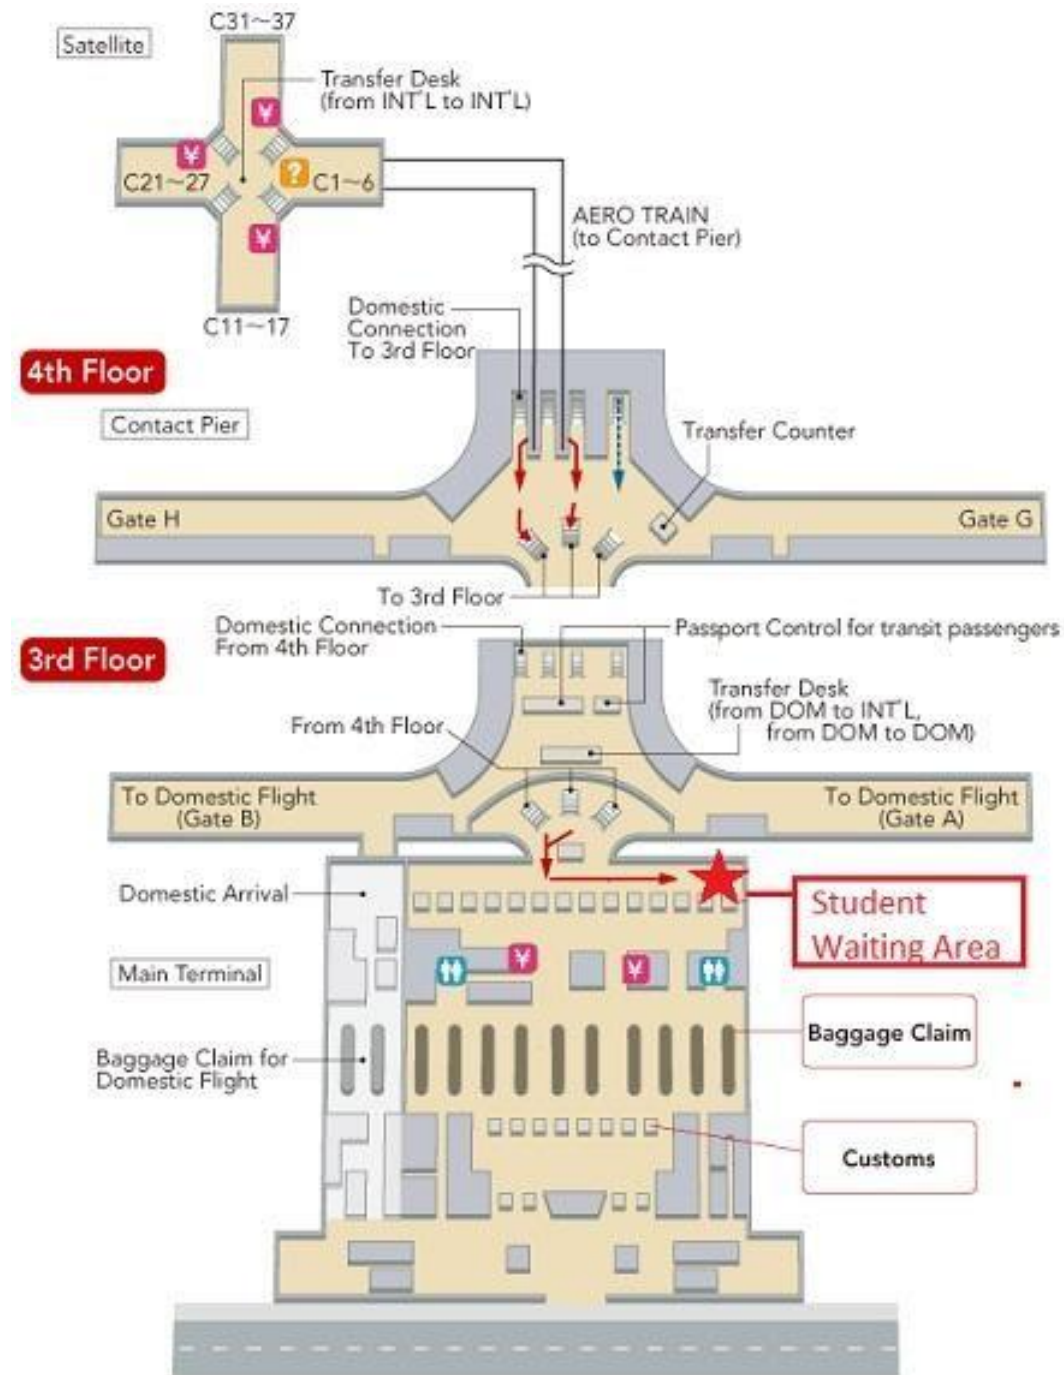 C31~37
Satellite
Transfer Desk
(from INT'L to INT'L)
¥
¥
?
C21~27
C1~6
¥
AERO TRAIN
(to Contact Pier)
C11~17
Domestic
Connection
To 3rd Floor
4th Floor
Contact Pier
Transfer Counter
Gate H
Gate G
To 3rd Floor
Domestic Connection
From 4th Floor
Passport Control for transit passengers
3rd Floor
Transfer Desk
(from DOM to INT'L,
from DOM to DOM)
From 4th Floor
To Domestic Flight
(Gate B)
To Domestic Flight
(Gate A)
Domestic Arrival
Student
Waiting Area
Main Terminal
¥
¥
Baggage Claim
Baggage Claim for
Domestic Flight
Customs